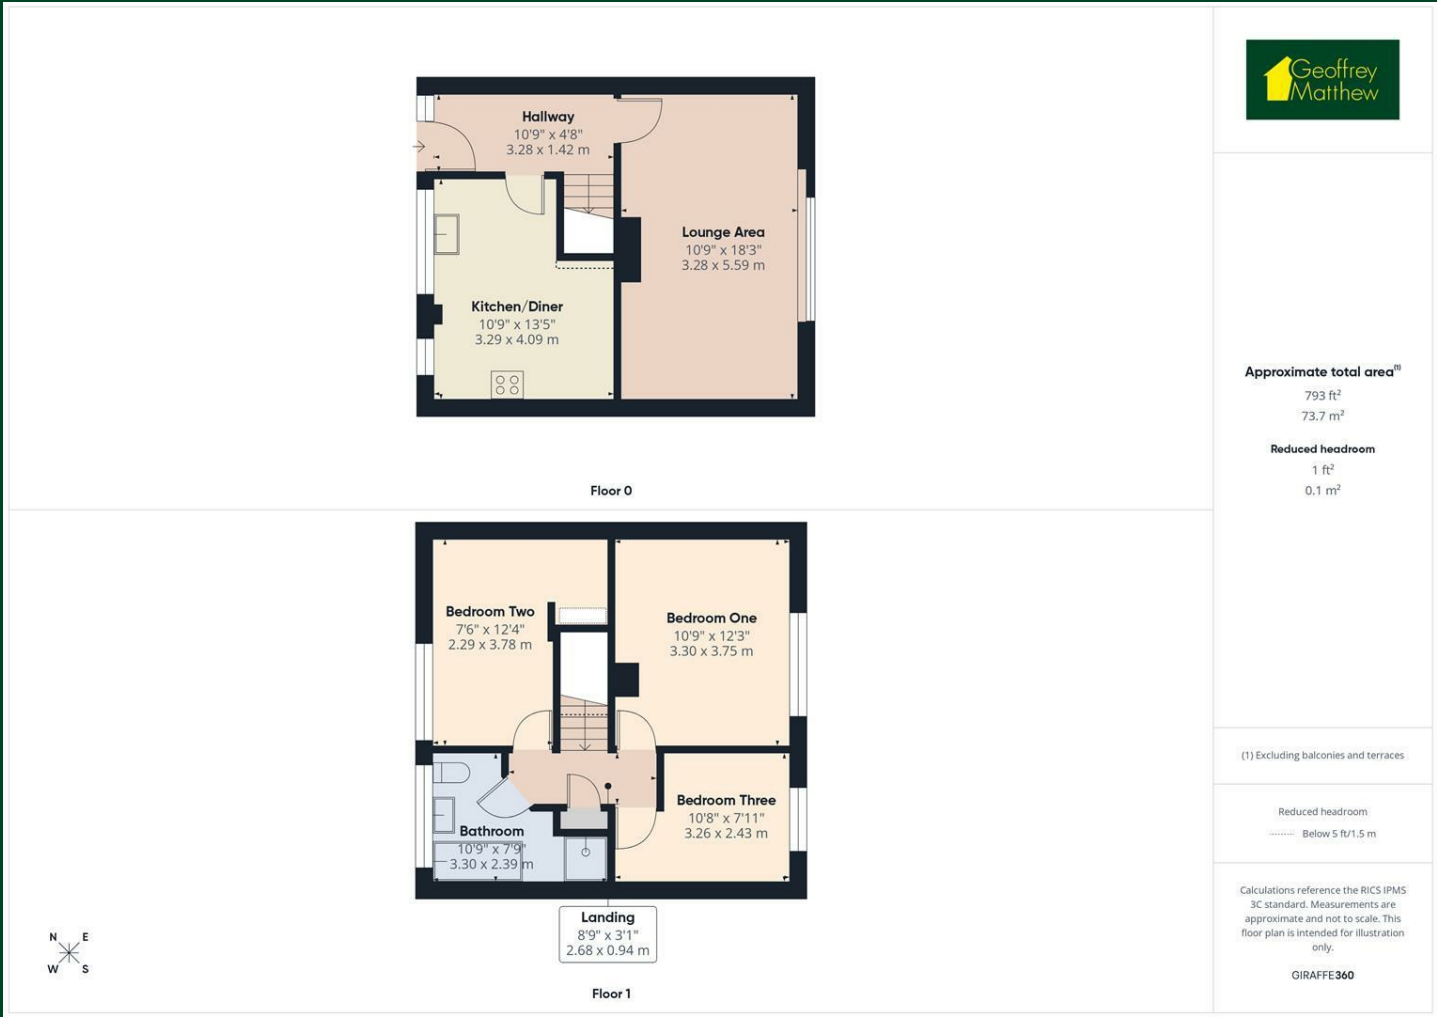 Geoffrey
Matthew
Hallway
10'9" x 4'8"
3.28 x 1.42 m
Lounge Area
10'9" x 18'3"
3.28 x 5.59 m
Kitchen/Diner
10'9" x 13'5"
3.29 x 4.09 m
Floor 0
Approximate total area(1)
793 ft²
73.7 m²
Reduced headroom
1 ft²
0.1 m²
Bedroom Two
7'6" x 12'4"
2.29 x 3.78 m
Bedroom One
10'9" x 12'3"
3.30 x 3.75 m
Bedroom Three
10'8" x 7'11"
3.26 x 2.43 m
Bathroom
10'9" x 7'9"
3.30 x 2.39 m
Landing
8'9" x 3'1"
2.68 x 0.94 m
Floor 1
N E
W S
(1) Excluding balconies and terraces
Reduced headroom
Below 5 ft/1.5 m
Calculations reference the RICS IPMS
3C standard. Measurements are
approximate and not to scale. This
floor plan is intended for illustration
only.
GIRAFFE360